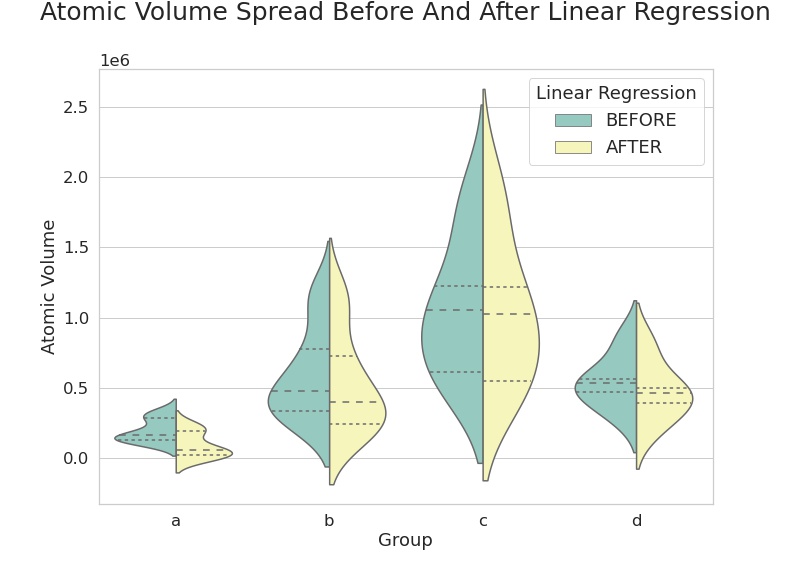 Atomic Volume Spread Before And After Linear Regression
1e6
Linear Regression
BEFORE
AFTER
2.5
2.0
1.5
1.0
0.5
0.0
Atomic Volume
a b c d
Group